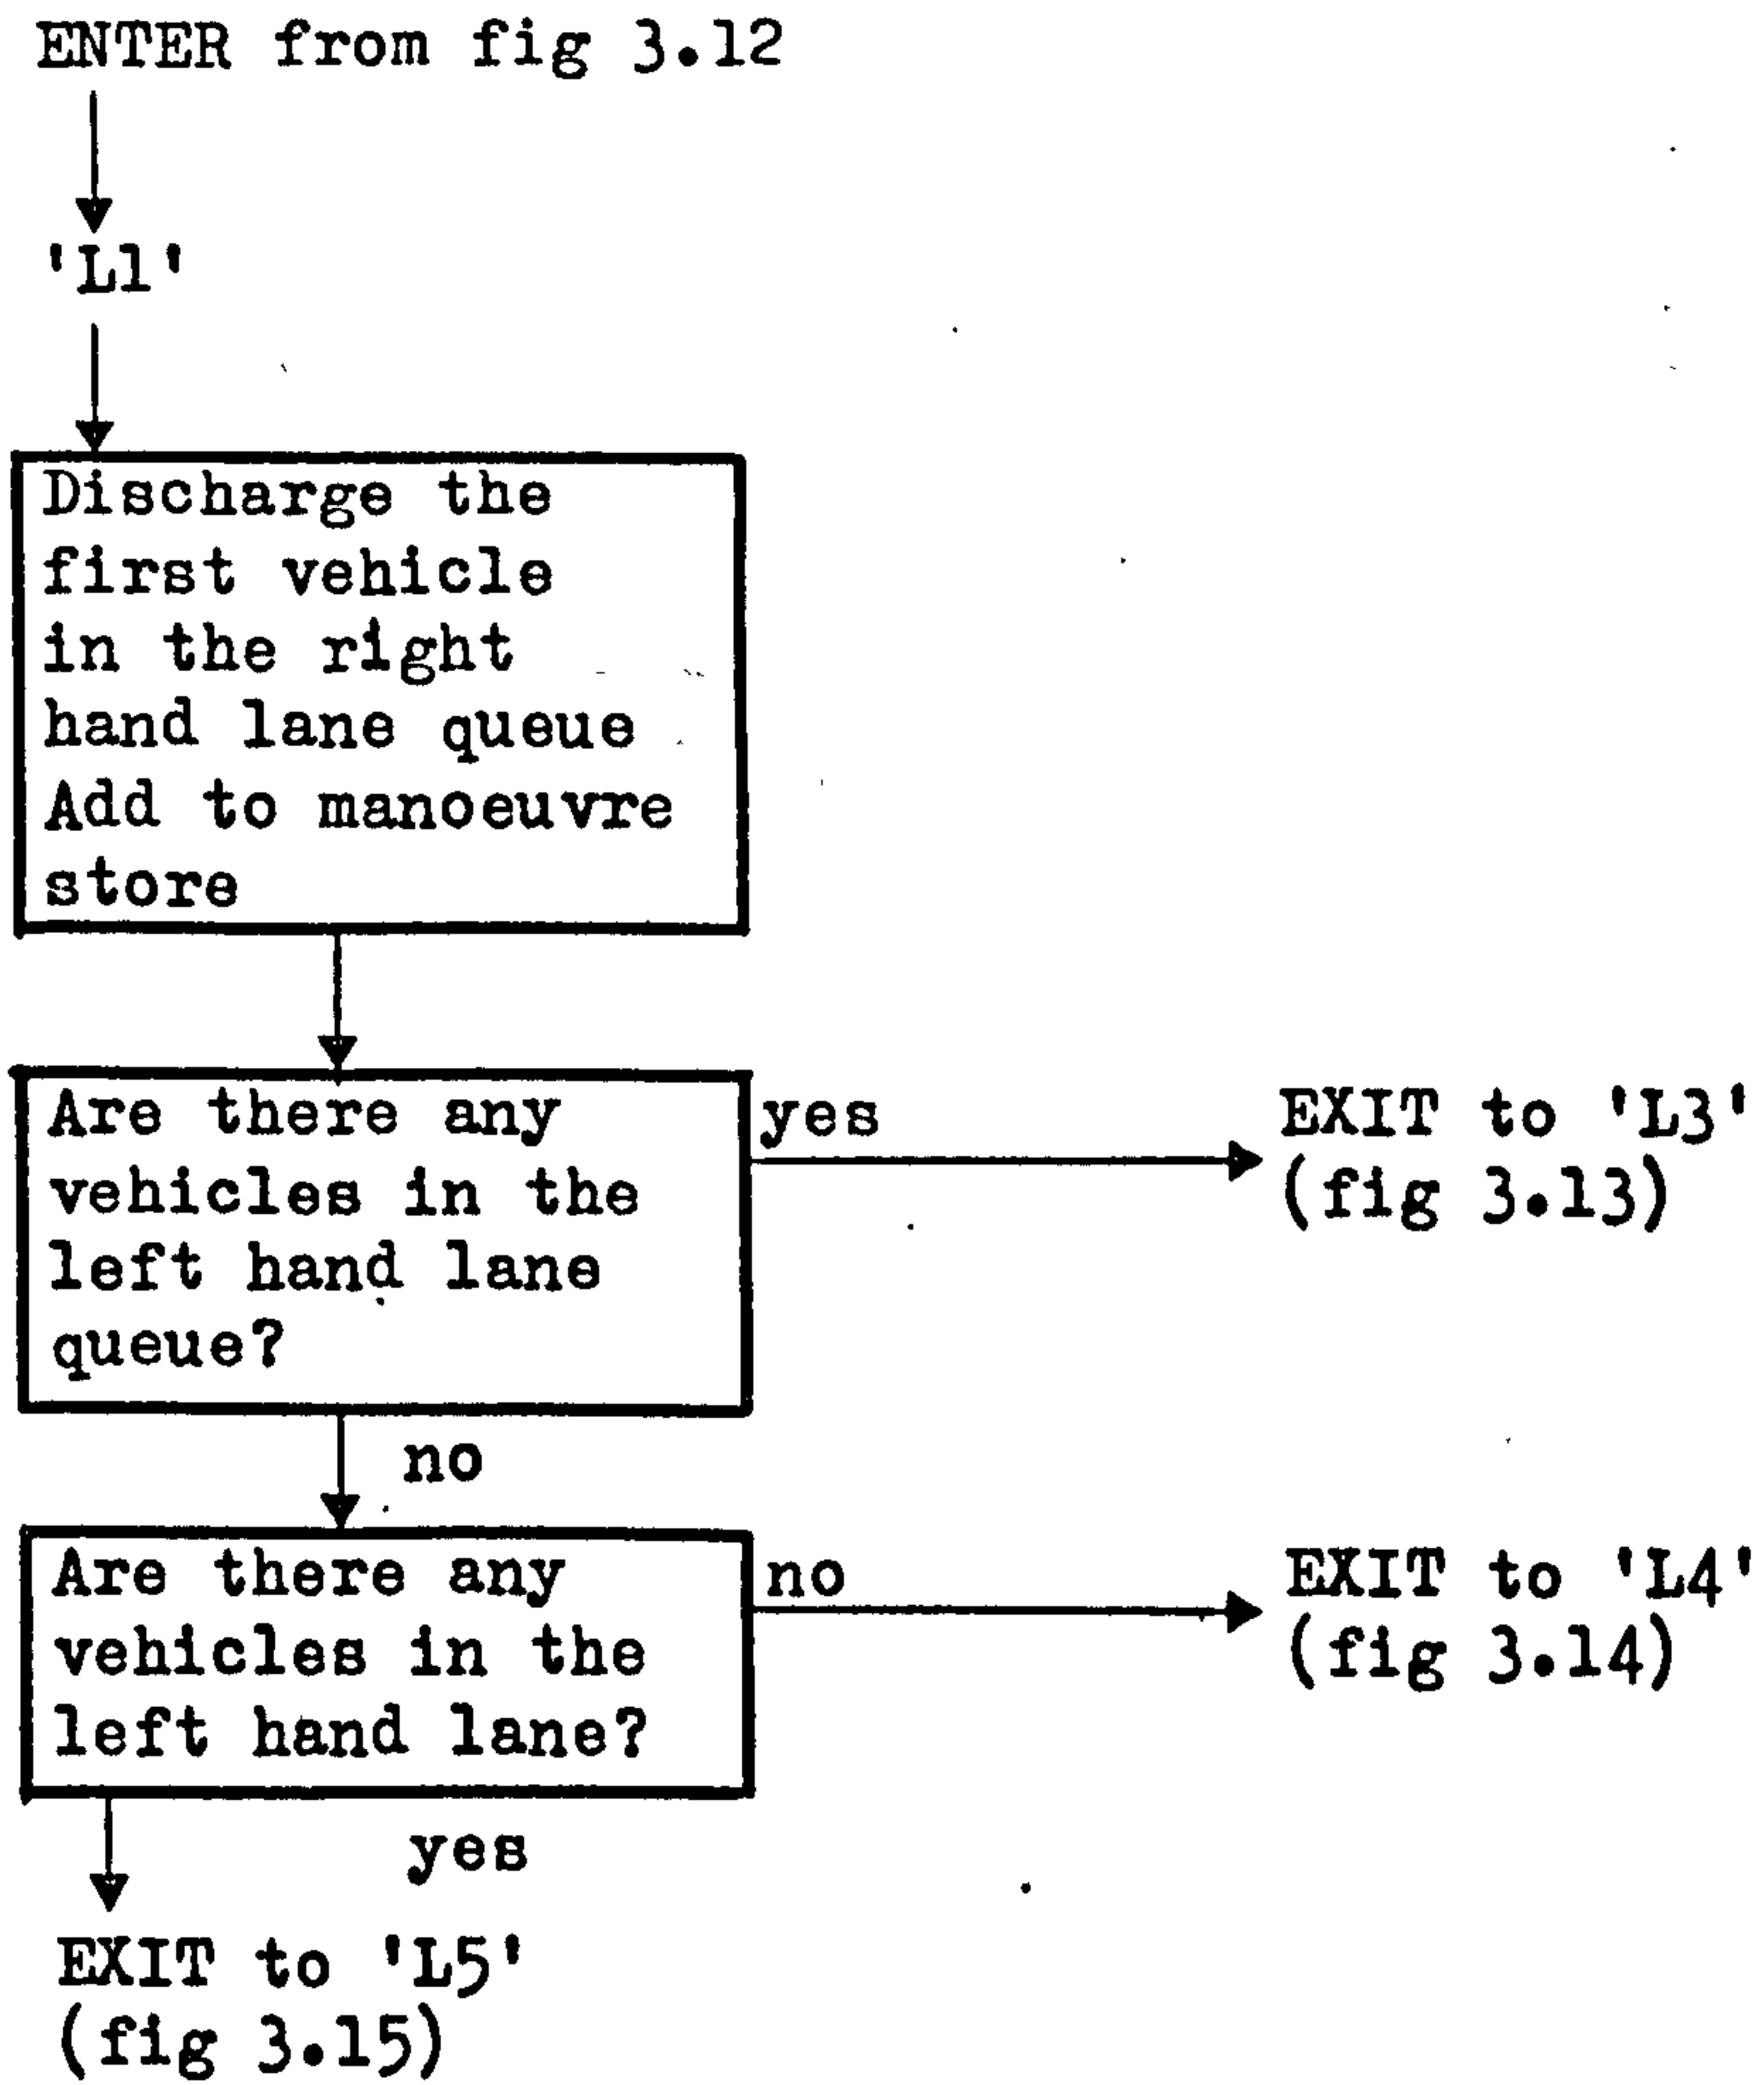 ENTER from fig 3.12
'L1'
Discharge the
first vehicle
in the right
hand lane queue
Add to manoeuvre
store
Are there any
vehicles in the
left hand lane
queue?
yes
EXIT to 'L3'
(fig 3.13)
no
Are there any
vehicles in the
left hand lane?
no
EXIT to 'L4'
(fig 3.14)
yes
EXIT to 'L5'
(fig 3.15)